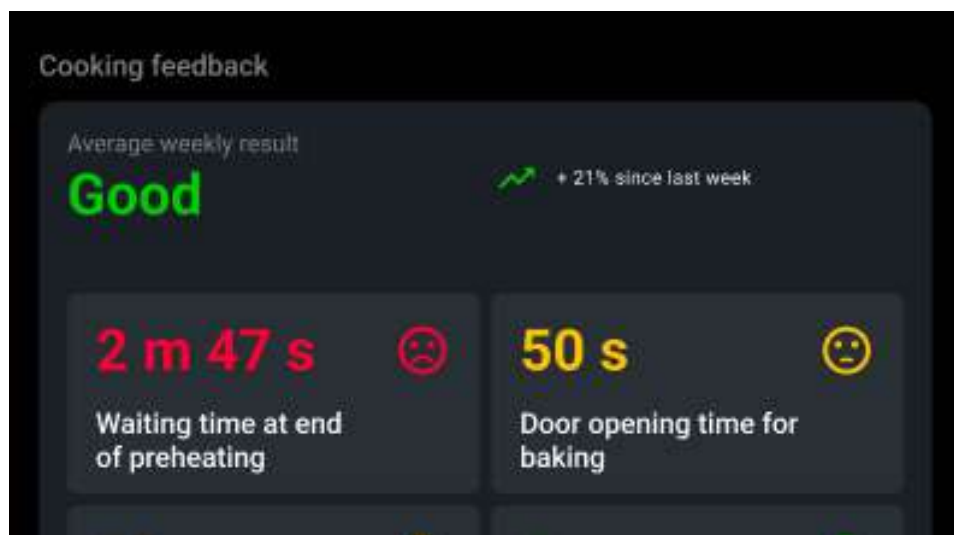 Cooking feedback
Average weekly result
Good
+ 21% since last week
2 m 47 s
Waiting time at end
of preheating
50 s
Door opening time for
baking